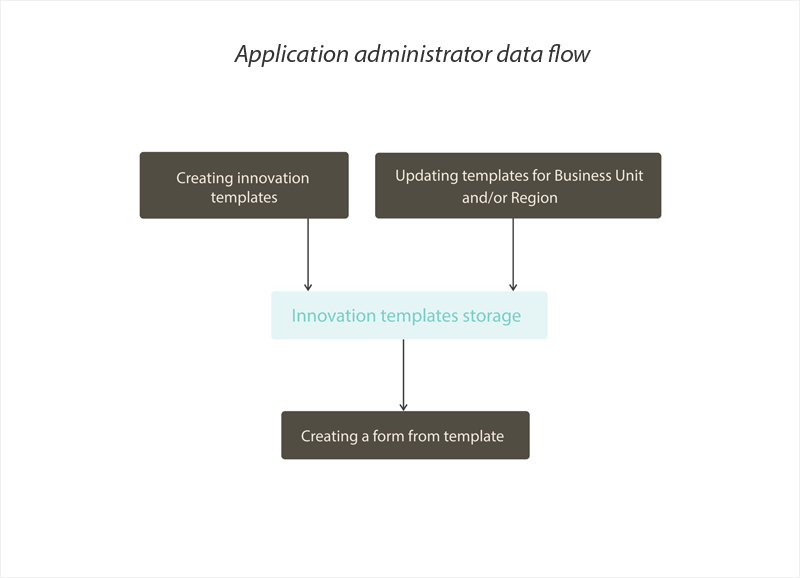 Application administrator data flow
Creating innovation
templates
Updating templates for Business Unit
and/or Region
Innovation templates storage
Creating a form from template